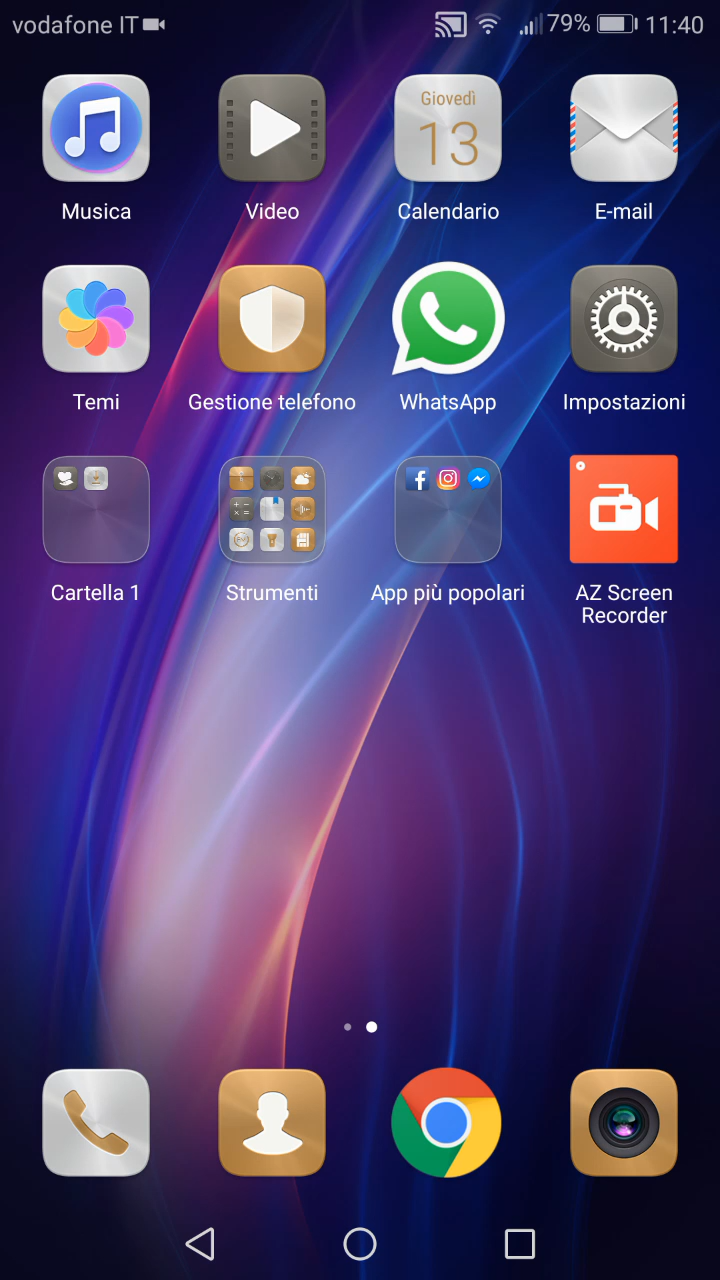 vodafone IT 79% 11:40
Giovedì
13
Musica Video Calendario E-mail
Temi Gestione telefono WhatsApp Impostazioni
Cartella 1 Strumenti App più popolari AZ Screen
Recorder